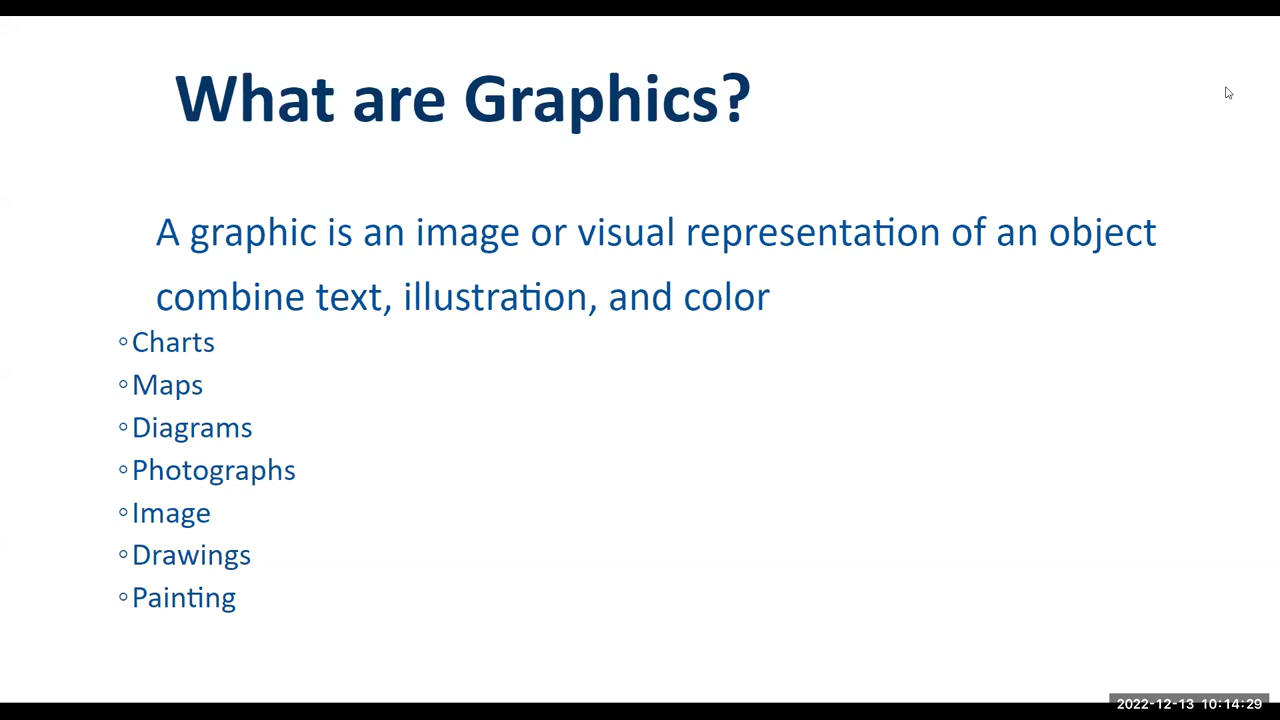 What are Graphics?
A graphic is an image or visual representation of an object
combine text, illustration, and color
◦Charts
◦Maps
◦Diagrams
◦Photographs
◦Image
◦Drawings
◦Painting
2022-12-13 10:14:29